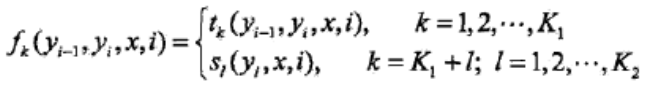 f_k(y_{i-1}, y_i, x, i) = { t_k(y_{i-1}, y_i, x, i), k = 1, 2, ⋯, K_1
s_l(y_i, x, i), k = K_1 + l; l = 1, 2, ⋯, K_2